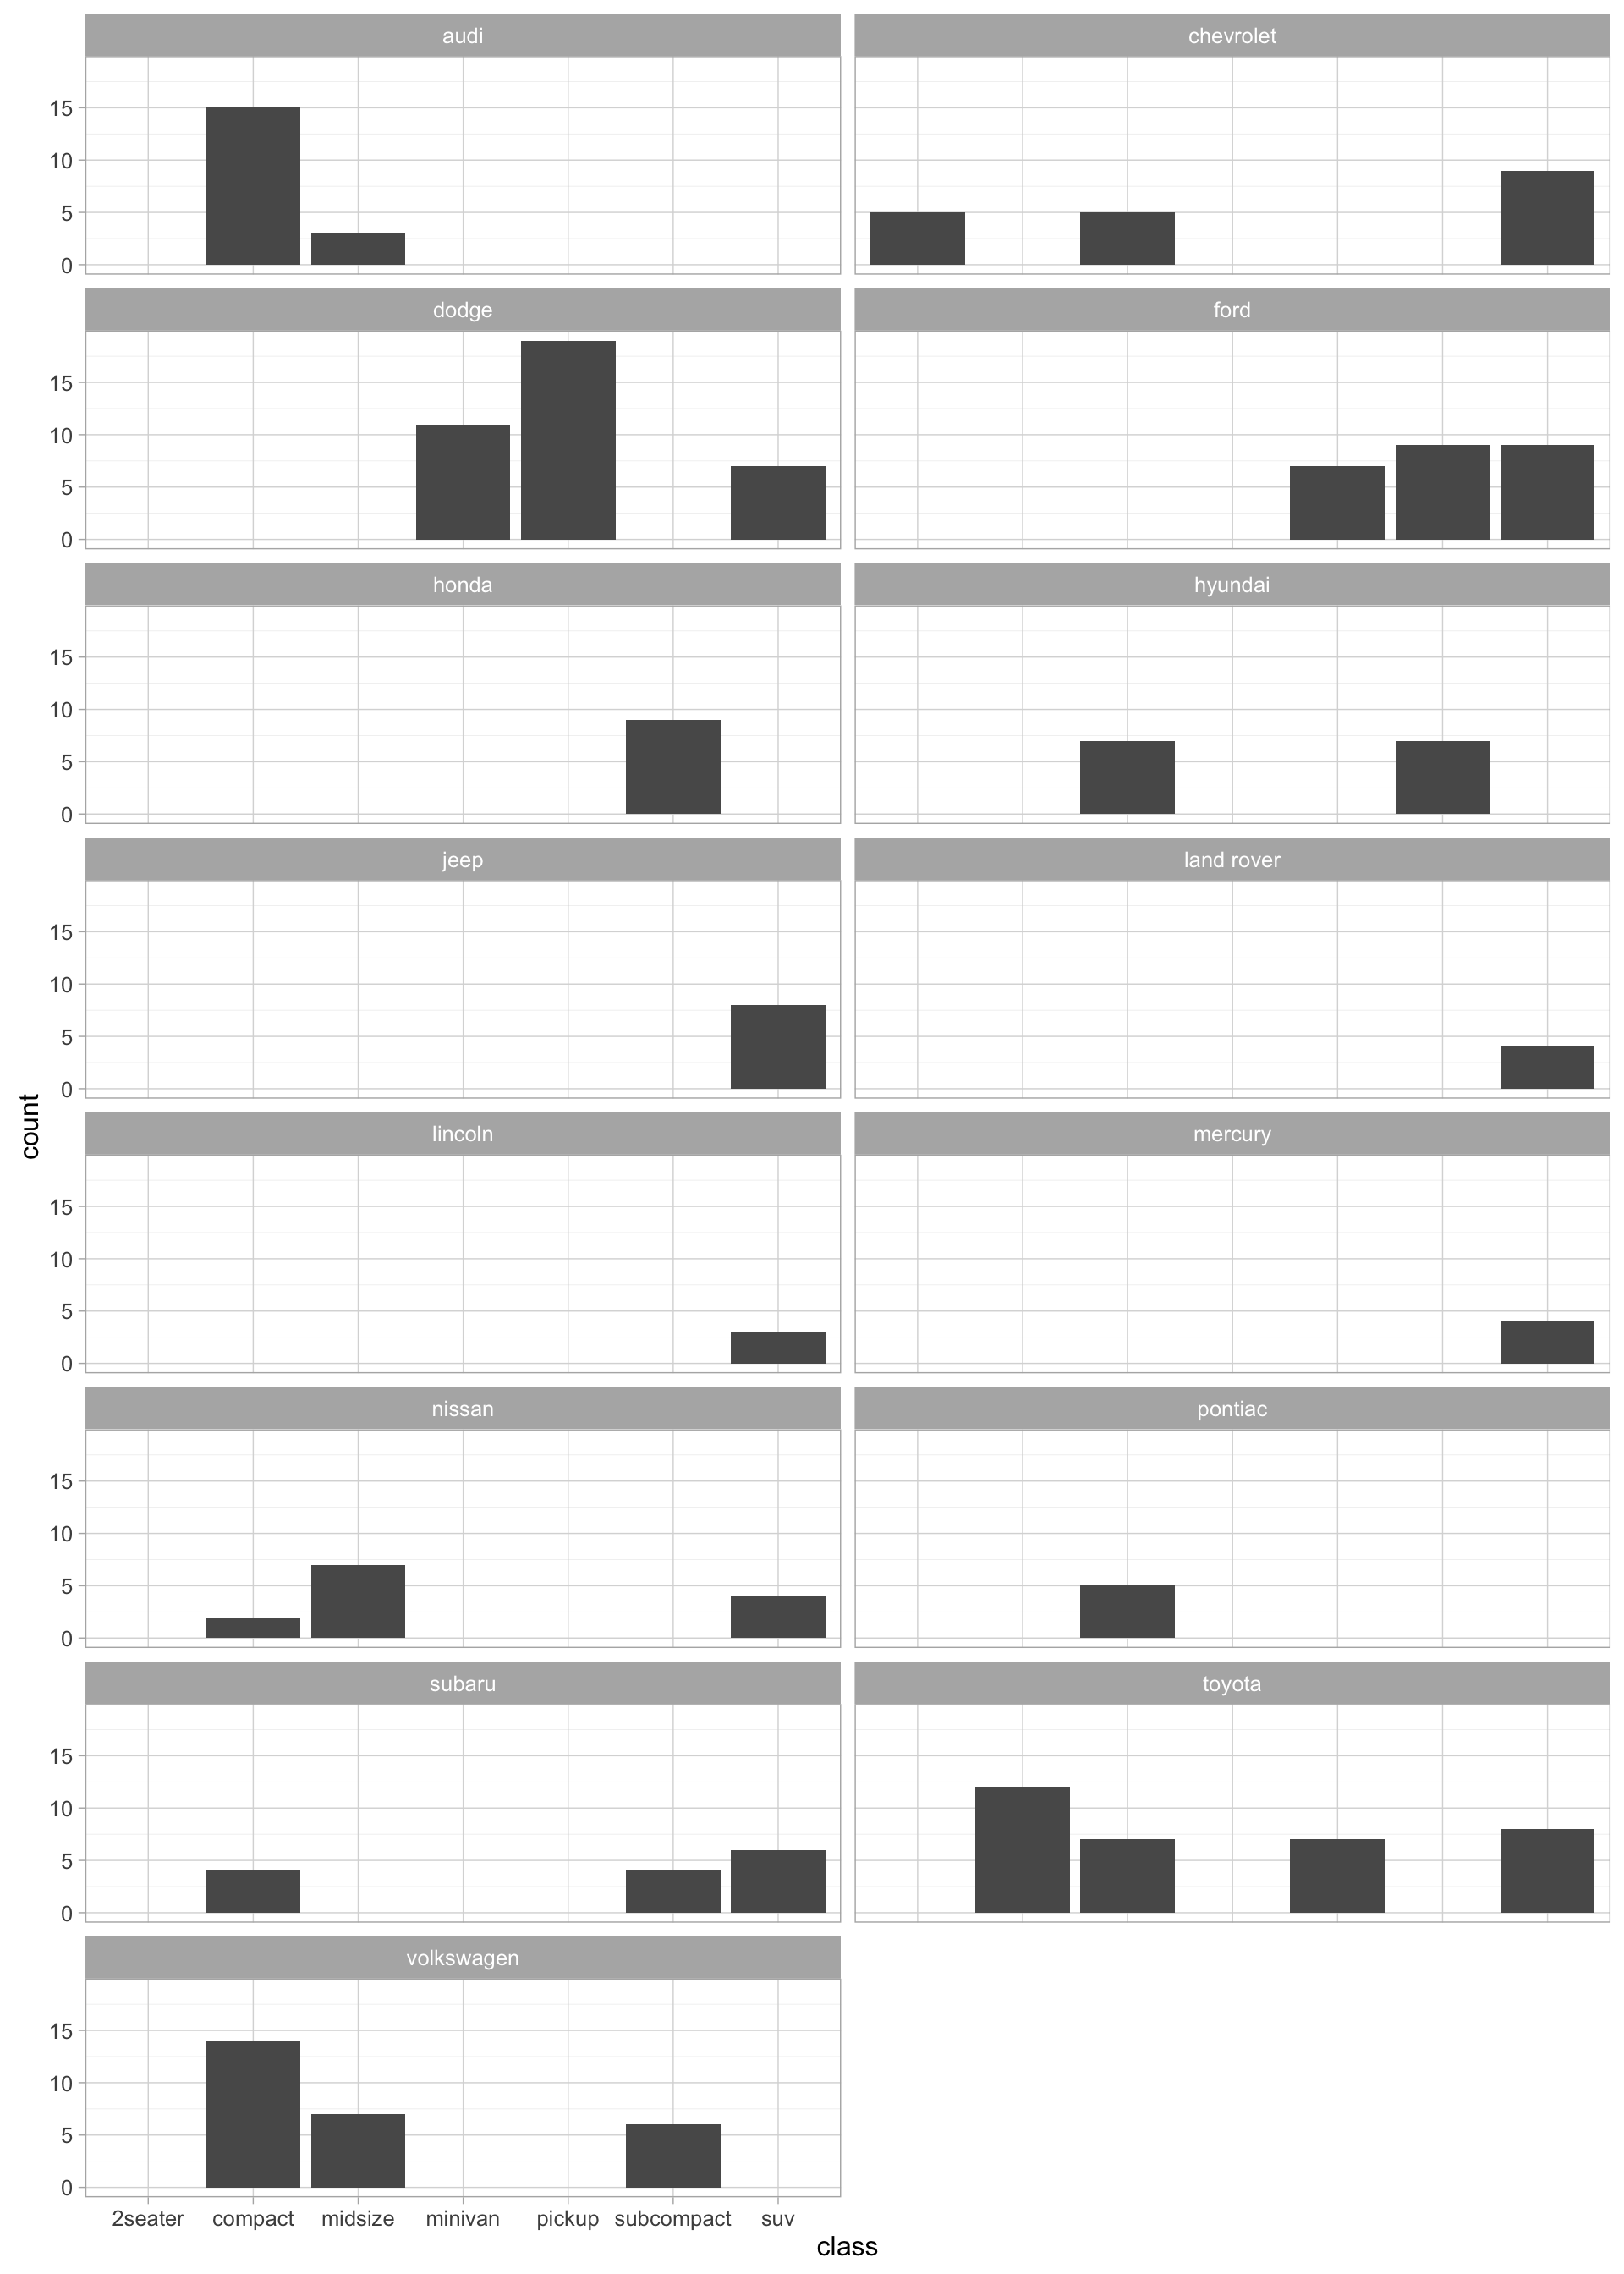 audi
chevrolet
15
10
5
0
dodge
ford
15
10
5
0
honda
hyundai
15
10
5
0
jeep
land rover
15
10
5
0
lincoln
mercury
15
10
5
0
nissan
pontiac
15
10
5
0
subaru
toyota
15
10
5
0
volkswagen
15
10
5
0
2seater compact midsize minivan pickup subcompact suv
class
count